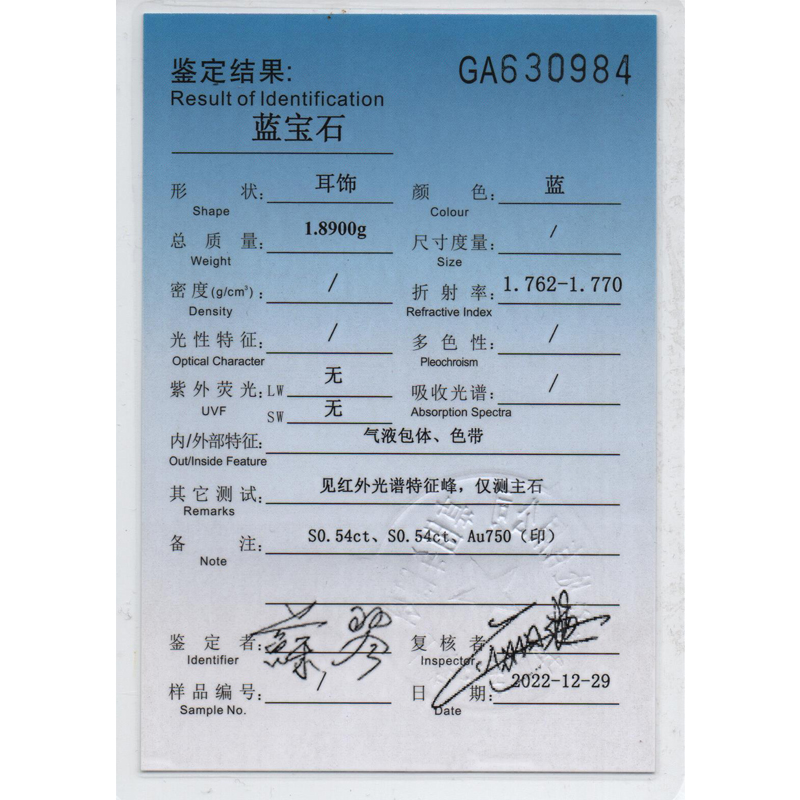 鉴定结果: GA630984
Result of Identification
蓝宝石
形 状: 耳饰 颜 色: 蓝
Shape Colour
总 质 量: 1.8900g 尺寸度量: /
Weight Size
密 度(g/cm³): / 折 射 率: 1.762-1.770
Density Refractive Index
光性特征: / 多 色 性: /
Optical Character Pleochroism
紫外荧光: LW 无 吸收光谱: /
UVF SW 无 Absorption Spectra
内/外部特征: 气液包体、色带
Out/Inside Feature
其它测试: 见红外光谱特征峰,仅测主石
Remarks
备 注: S0.54ct、S0.54ct、Au750(印)
Note
鉴 定 者: 复 核 者:
Identifier Inspector
样品编号: 日 期: 2022-12-29
Sample No. Date